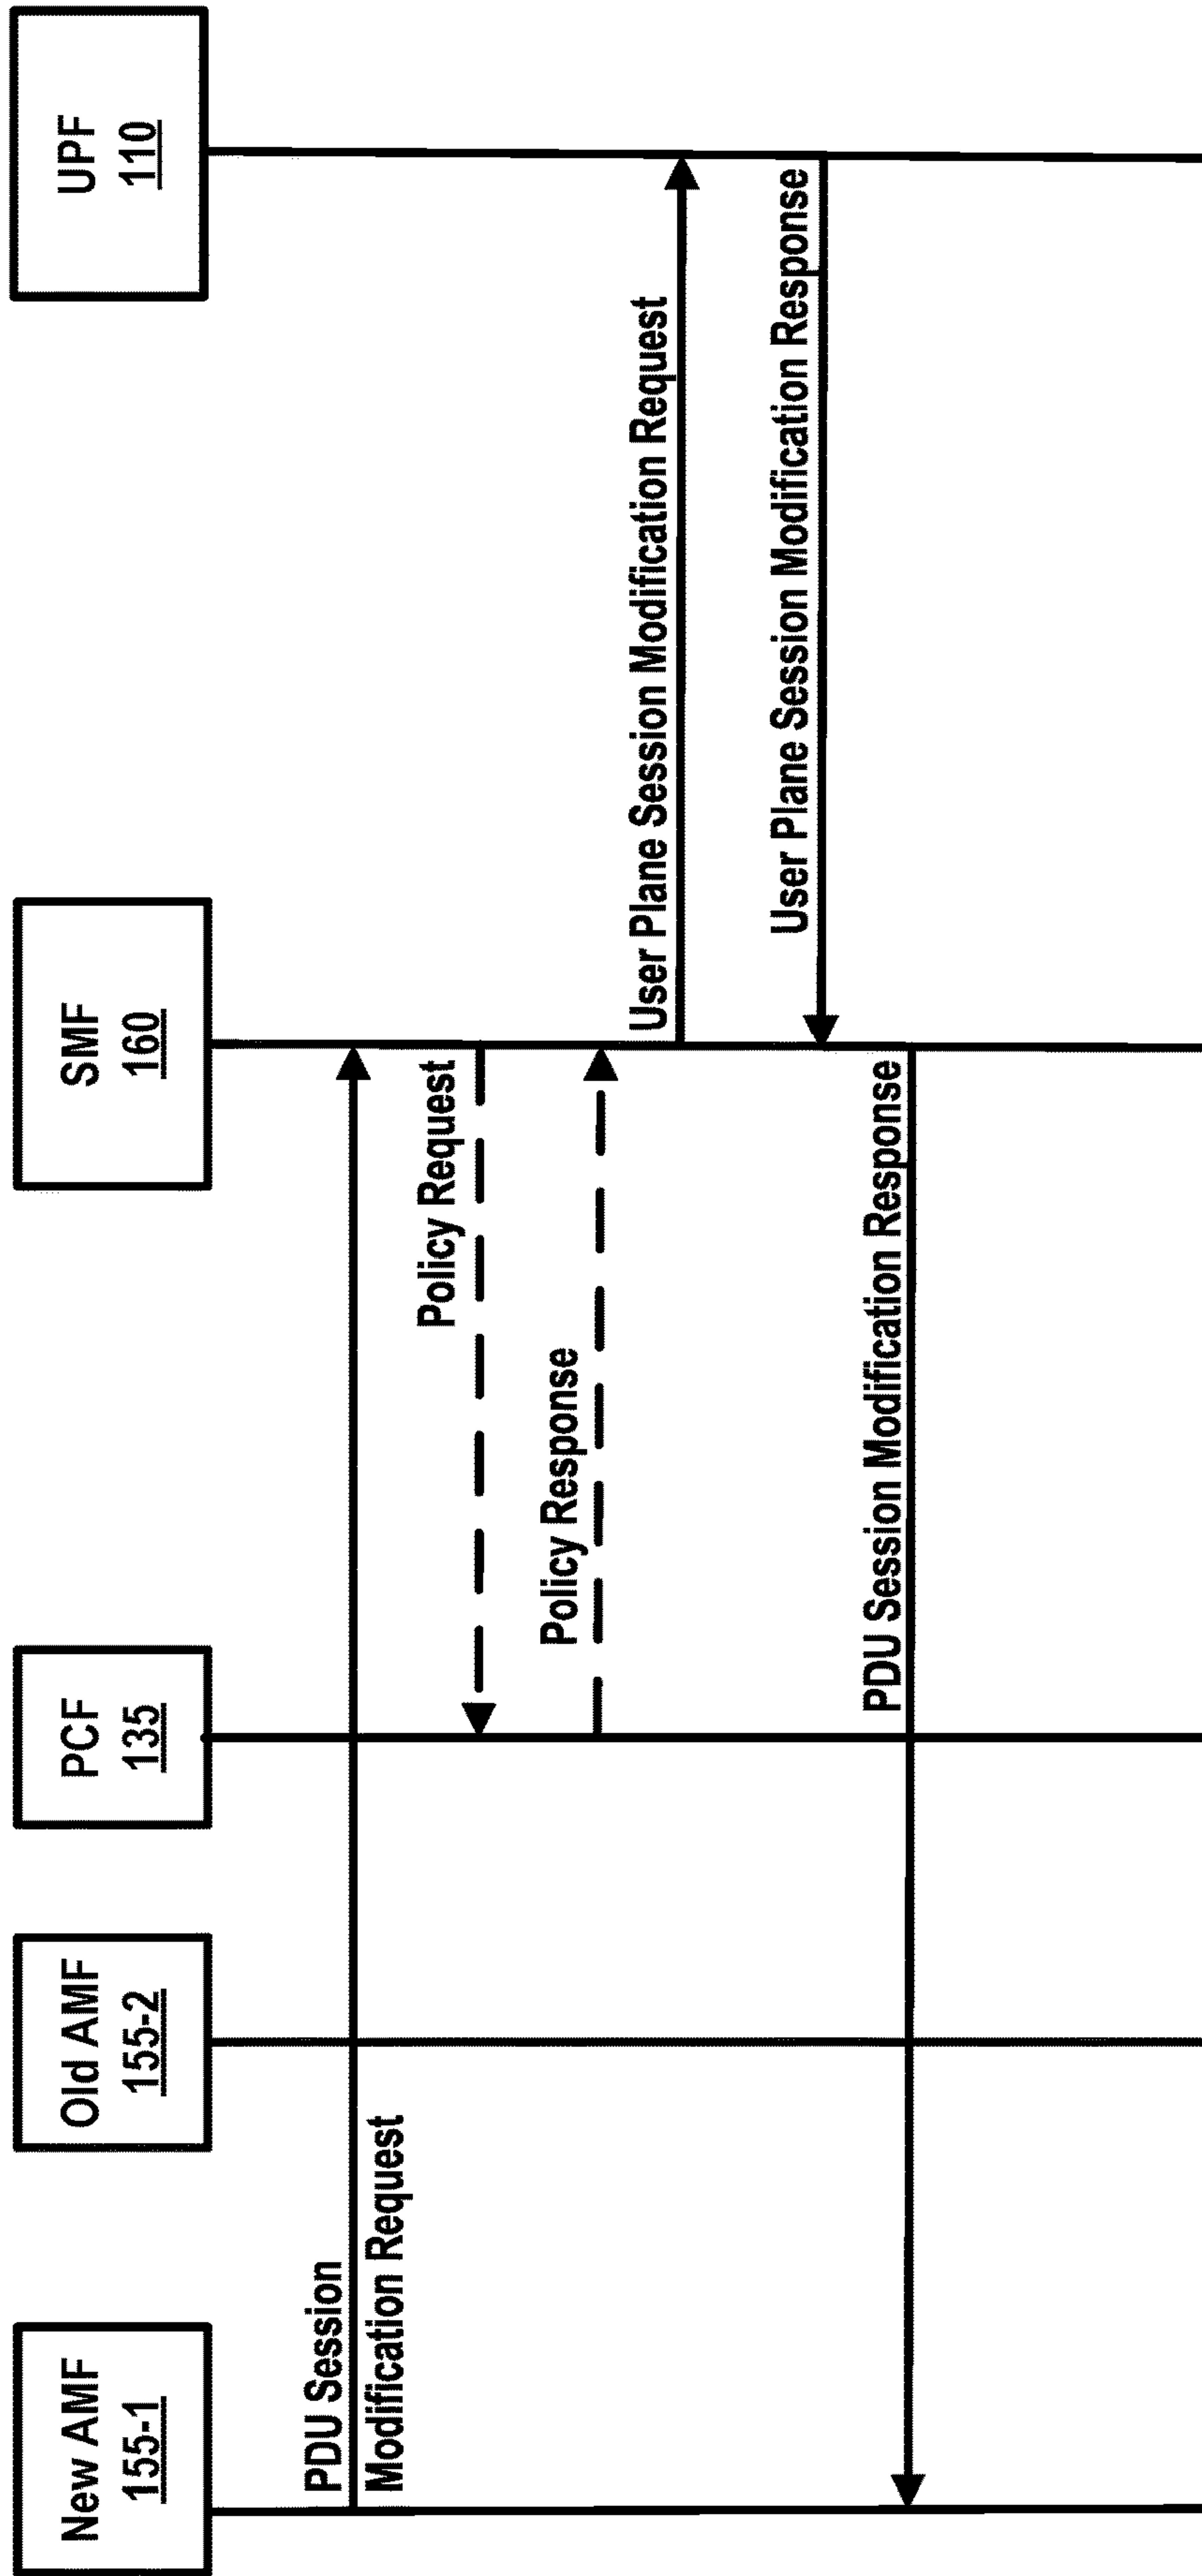 New AMF
155-1
Old AMF
155-2
PCF
135
SMF
160
UPF
110
PDU Session
Modification Request
Policy Request
Policy Response
User Plane Session Modification Request
User Plane Session Modification Response
PDU Session Modification Response